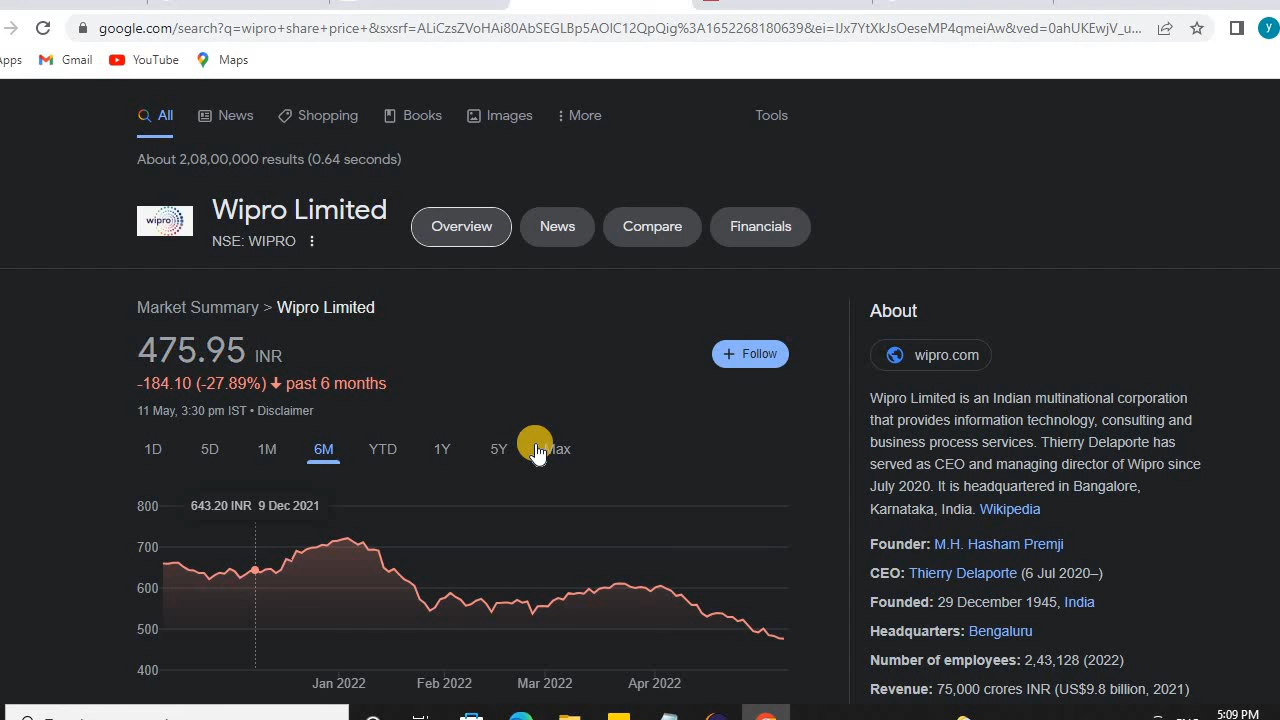 google.com/search?q=wipro+share+price+&sxsrf=ALiCzsZVoHAi80AbSEGLBp5AOIC12QpQig%3A1652268180639&ei=IJx7YtXkJsOeseMP4qmeiAw&ved=0ahUKEwjV_u...
y
Apps Gmail YouTube Maps
All News Shopping Books Images More Tools
About 2,08,00,000 results (0.64 seconds)
wipro
Wipro Limited
NSE: WIPRO
Overview News Compare Financials
Market Summary > Wipro Limited
475.95 INR
+ Follow
-184.10 (-27.89%) ↓ past 6 months
11 May, 3:30 pm IST • Disclaimer
1D 5D 1M 6M YTD 1Y 5Y Max
643.20 INR 9 Dec 2021
800
700
600
500
400
Jan 2022 Feb 2022 Mar 2022 Apr 2022
About
wipro.com
Wipro Limited is an Indian multinational corporation
that provides information technology, consulting and
business process services. Thierry Delaporte has
served as CEO and managing director of Wipro since
July 2020. It is headquartered in Bangalore,
Karnataka, India. Wikipedia
Founder: M.H. Hasham Premji
CEO: Thierry Delaporte (6 Jul 2020–)
Founded: 29 December 1945, India
Headquarters: Bengaluru
Number of employees: 2,43,128 (2022)
Revenue: 75,000 crores INR (US$9.8 billion, 2021)
5:09 PM